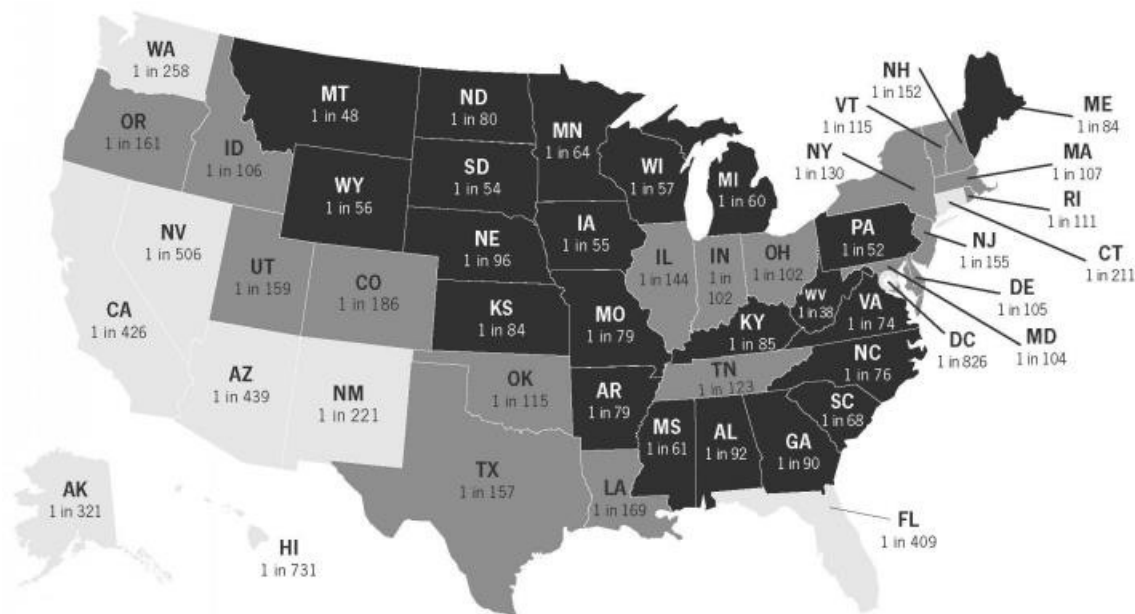 WA
1 in 258
OR
1 in 161
ID
1 in 106
MT
1 in 48
ND
1 in 80
MN
1 in 64
WI
1 in 57
MI
1 in 60
SD
1 in 54
WY
1 in 56
NE
1 in 96
IA
1 in 55
NV
1 in 506
UT
1 in 159
CO
1 in 186
CA
1 in 426
KS
1 in 84
MO
1 in 79
IL
1 in 144
IN
1 in
102
OH
1 in 102
PA
1 in 52
WV
1 in 38
VA
1 in 74
KY
1 in 85
NC
1 in 76
TN
1 in 123
SC
1 in 68
AZ
1 in 439
NM
1 in 221
OK
1 in 115
AR
1 in 79
MS
1 in 61
AL
1 in 92
GA
1 in 90
TX
1 in 157
LA
1 in 169
FL
1 in 409
AK
1 in 321
HI
1 in 731
NH
1 in 152
VT
1 in 115
NY
1 in 130
ME
1 in 84
MA
1 in 107
RI
1 in 111
CT
1 in 211
NJ
1 in 155
DE
1 in 105
MD
1 in 104
DC
1 in 826